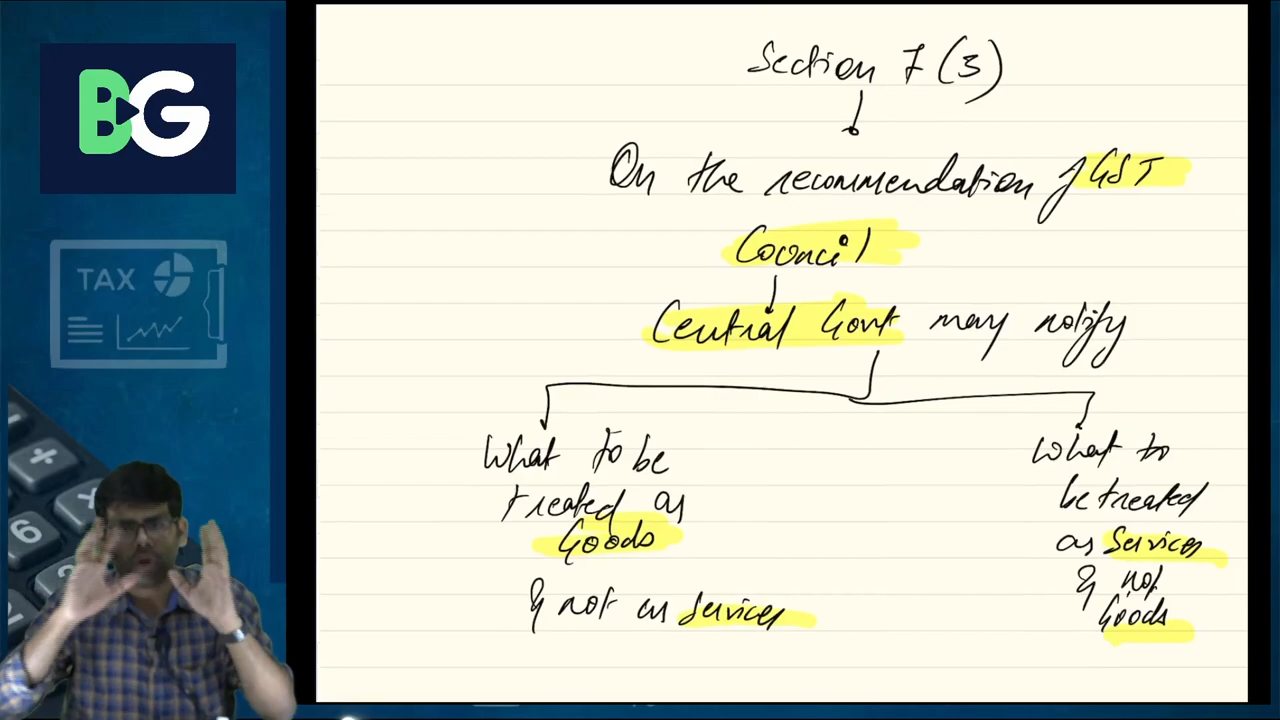 BG
TAX
Section 7 (3)
On the recommendation of GST
Council
Central Govt may notify
What to be
treated as
Goods
& not as Services
What to
be treated
as Services
& not
Goods
6